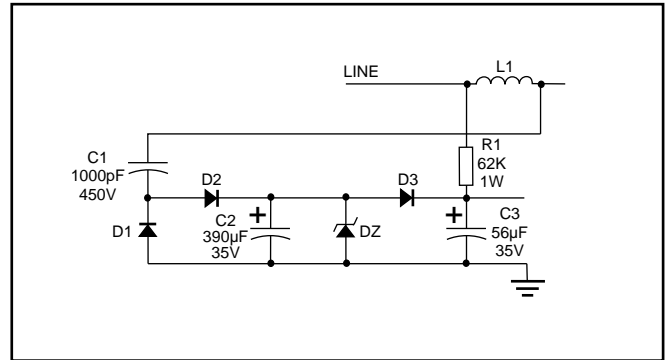 LINE
L1
R1
62K
1W
C1
1000pF
450V
D2
D3
D1
C2
390µF
35V
DZ
C3
56µF
35V
+
+